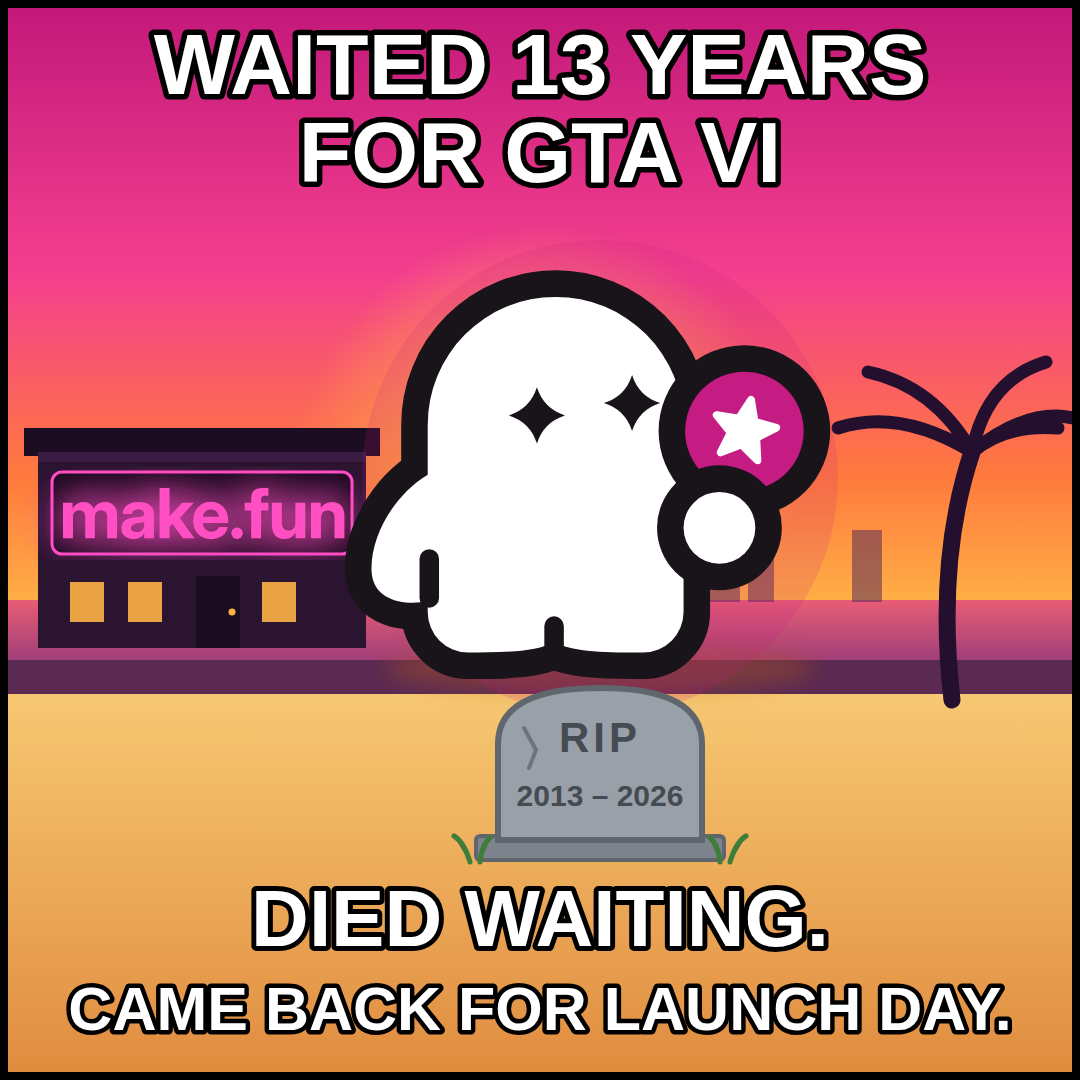 WAITED 13 YEARS
FOR GTA VI
make.fun
RIP
2013 – 2026
DIED WAITING.
CAME BACK FOR LAUNCH DAY.